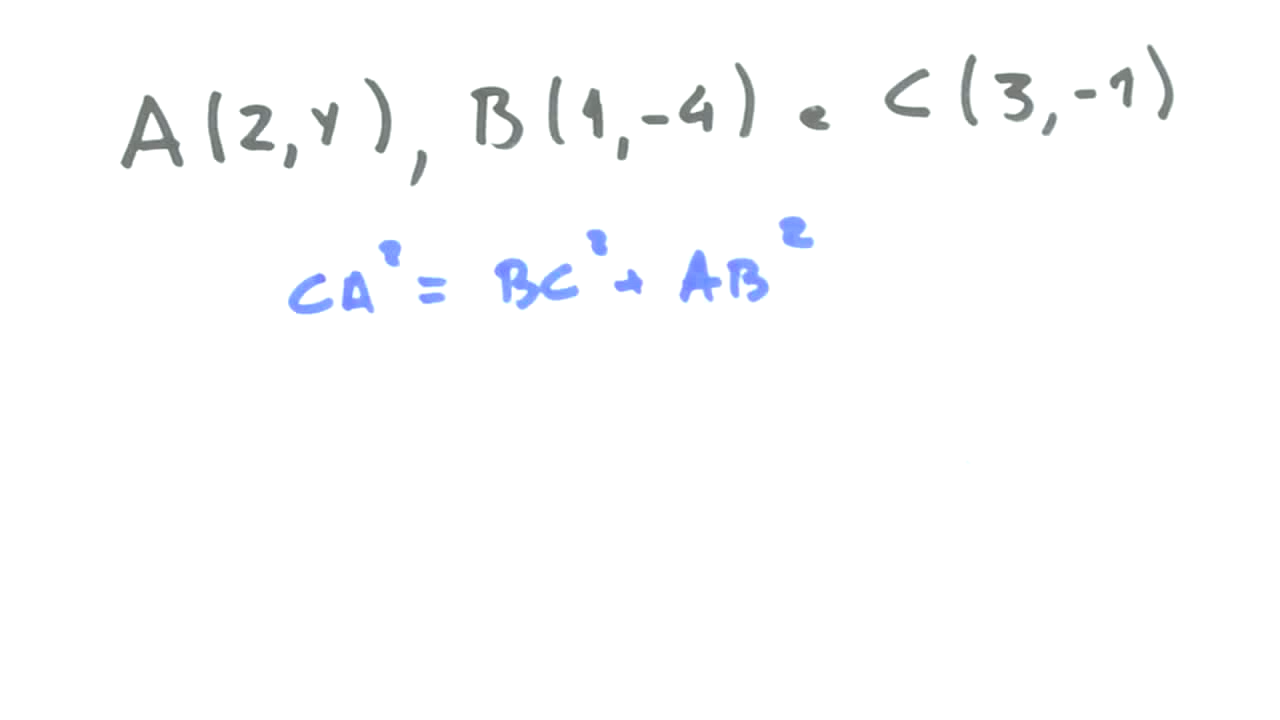 A(2,y), B(1,-4) e C(3,-1)
CA² = BC² + AB²